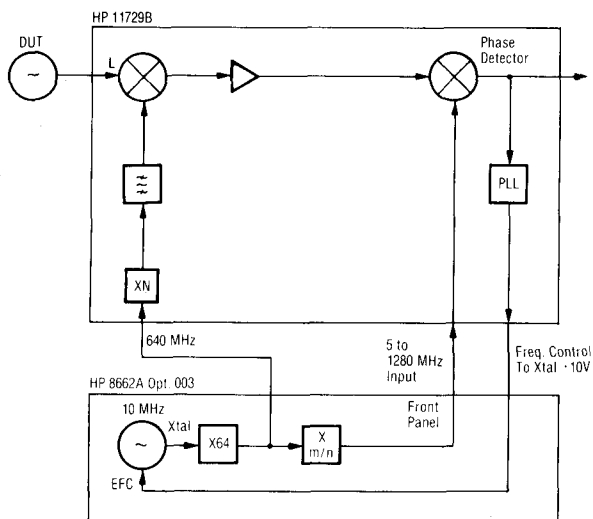 HP 11729B
DUT
L
Phase
Detector
PLL
XN
640 MHz
5 to
1280 MHz
Input
Freq. Control
To Xtal · 10V
HP 8662A Opt. 003
10 MHz
Xtal
X64
X
m/n
Front
Panel
EFC